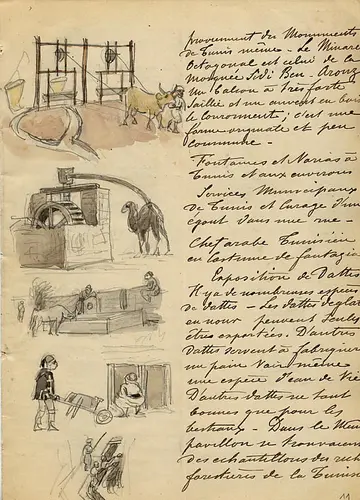 proviennent des Monuments
de Tunis même - Le Minaret
Octogonal est celui de la
Mosquée Sidi Ben - Arouz
Un Balcon à très forte
saillie et un auvent en bois
le couronnent ; c'est une
forme originale et peu
commune -
Fontaines et Norias à
Tunis et aux environs
Services Municipaux
de Tunis et Curage d'un
égout dans une rue -
Chef arabe Tunisien
en Costume de fantasia
Exposition de Dattes
Il y a de nombreuses espèces
de dattes - Les dattes de
peuvent seules
être exportées. D'autres
dattes servent à fabriquer
un pain voir même
une espèce d'eau de Vie
D'autres dattes ne sont
bonnes que pour les
bestiaux - Dans le Même
pavillon se trouvaient
des échantillons des
forestières de la Tunisie